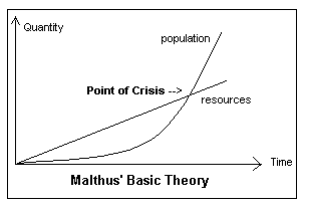 Quantity
population
Point of Crisis -->
resources
Time
Malthus' Basic Theory